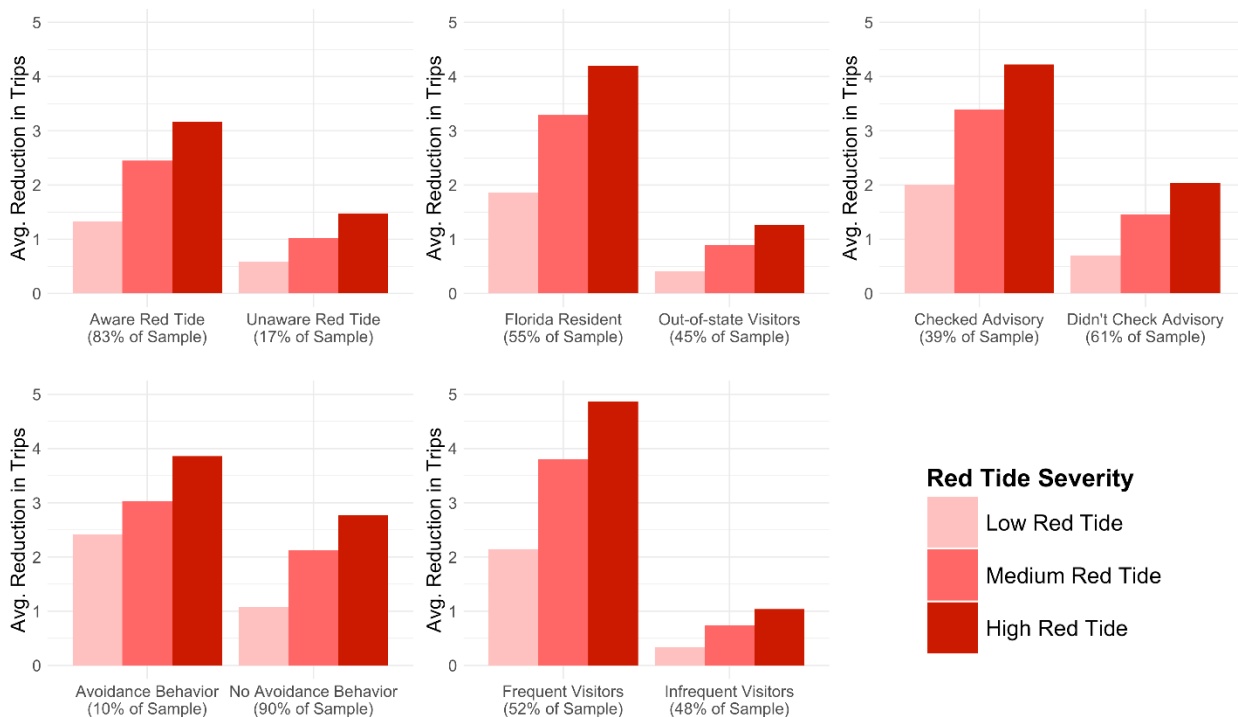 Avg. Reduction in Trips
5
4
3
2
1
0
Aware Red Tide
(83% of Sample)
Unaware Red Tide
(17% of Sample)
Avg. Reduction in Trips
5
4
3
2
1
0
Florida Resident
(55% of Sample)
Out-of-state Visitors
(45% of Sample)
Avg. Reduction in Trips
5
4
3
2
1
0
Checked Advisory
(39% of Sample)
Didn't Check Advisory
(61% of Sample)
Avg. Reduction in Trips
5
4
3
2
1
0
Avoidance Behavior
(10% of Sample)
No Avoidance Behavior
(90% of Sample)
Avg. Reduction in Trips
5
4
3
2
1
0
Frequent Visitors
(52% of Sample)
Infrequent Visitors
(48% of Sample)
Red Tide Severity
Low Red Tide
Medium Red Tide
High Red Tide